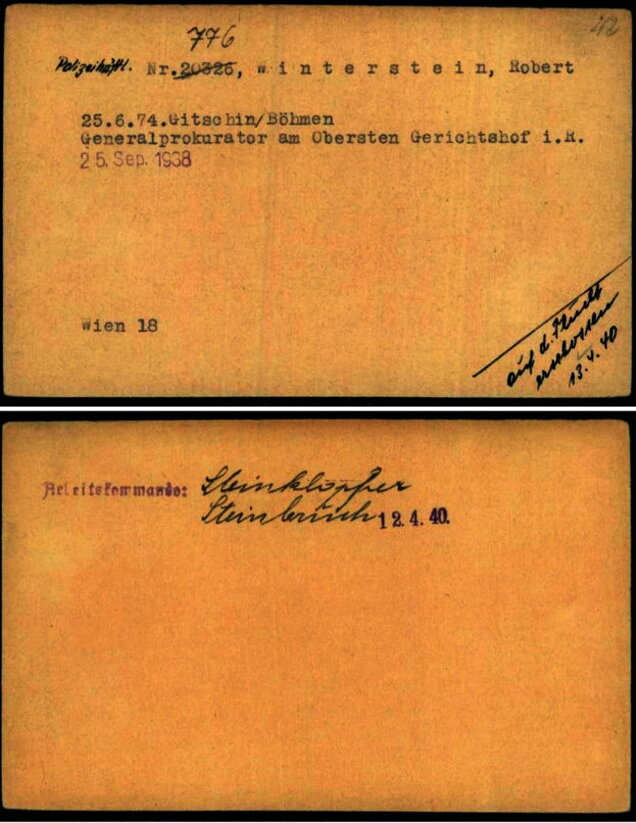 776
42
Polizeihäftl. Nr.20326, W i n t e r s t e i n, Robert
25.6.74.Gitschin/Böhmen
Generalprokurator am Obersten Gerichtshof i.R.
25. Sep. 1938
Wien 18
auf d. Flucht
erschossen
13.4.40
Arbeitskommando: Steinklopfer
Steinbruch 12.4.40.